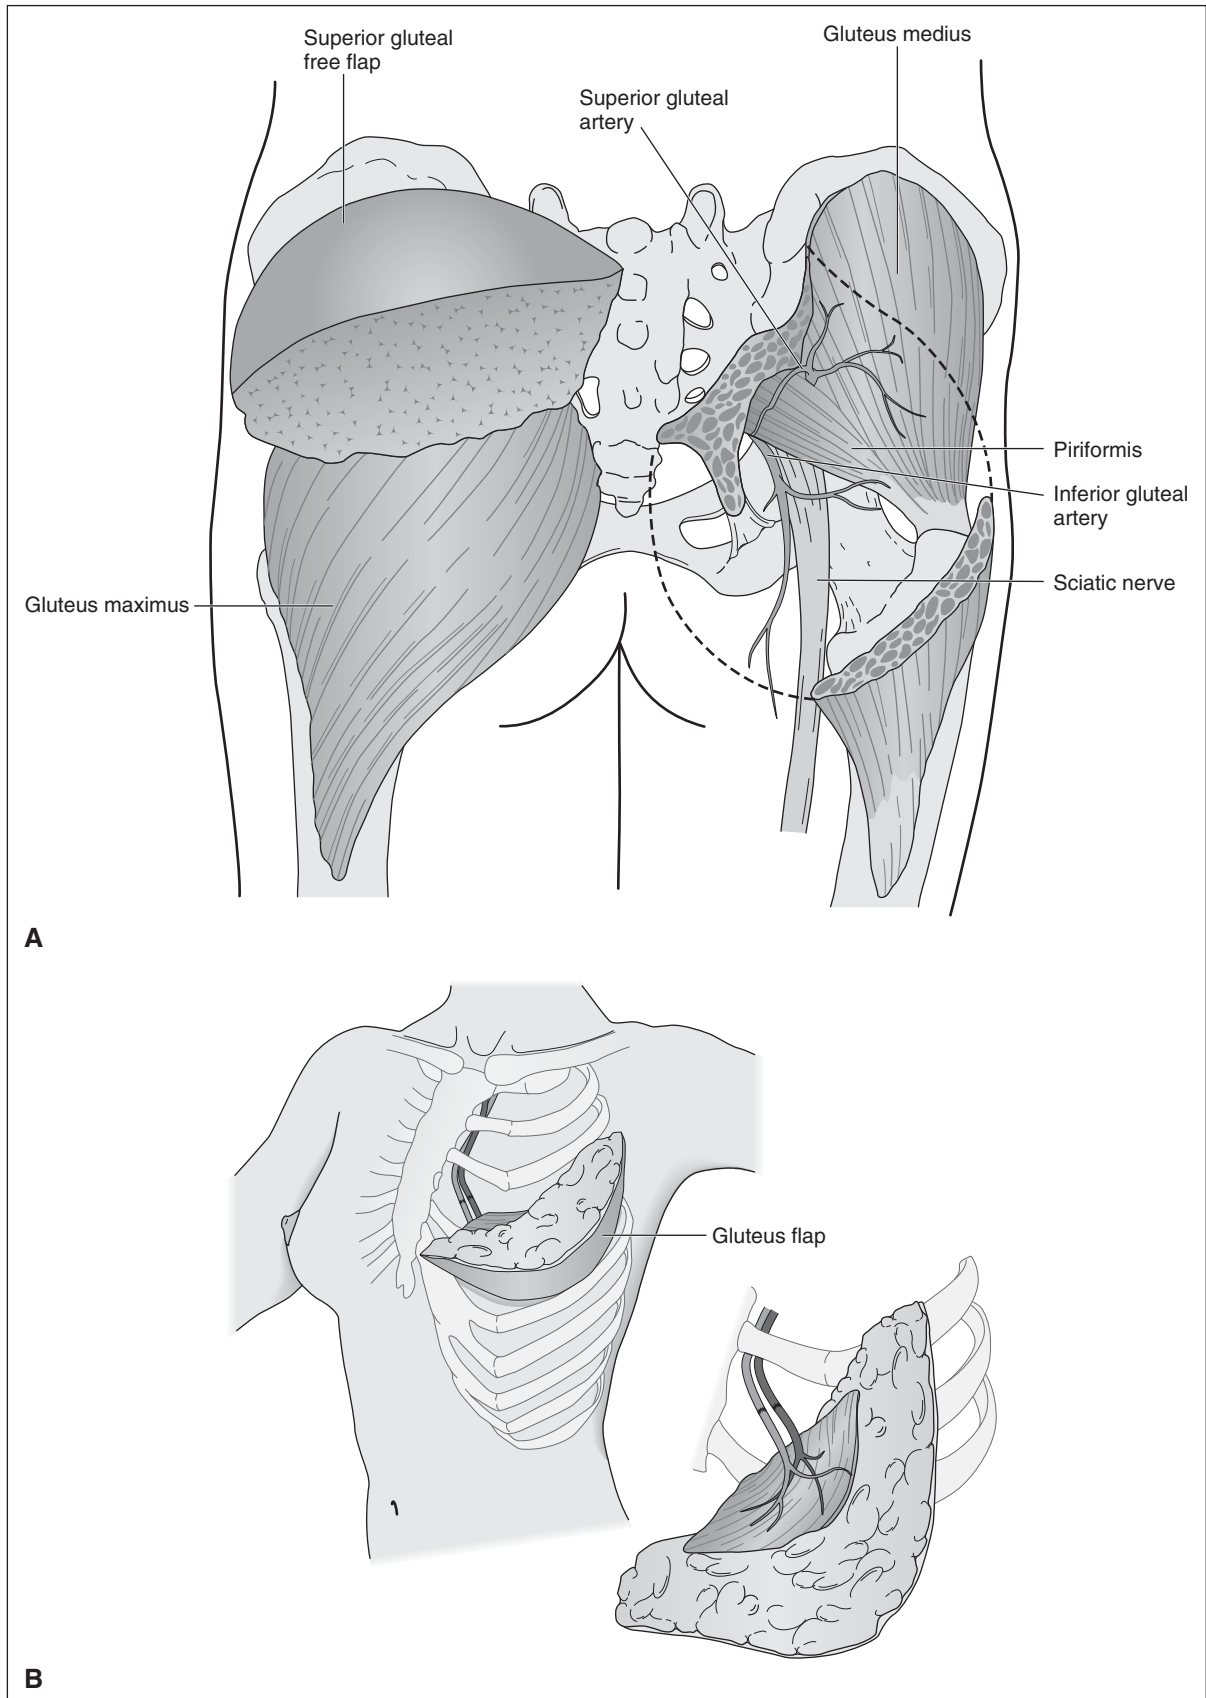 Superior gluteal
free flap
Gluteus medius
Superior gluteal
artery
Piriformis
Inferior gluteal
artery
Sciatic nerve
Gluteus maximus
A
Gluteus flap
B